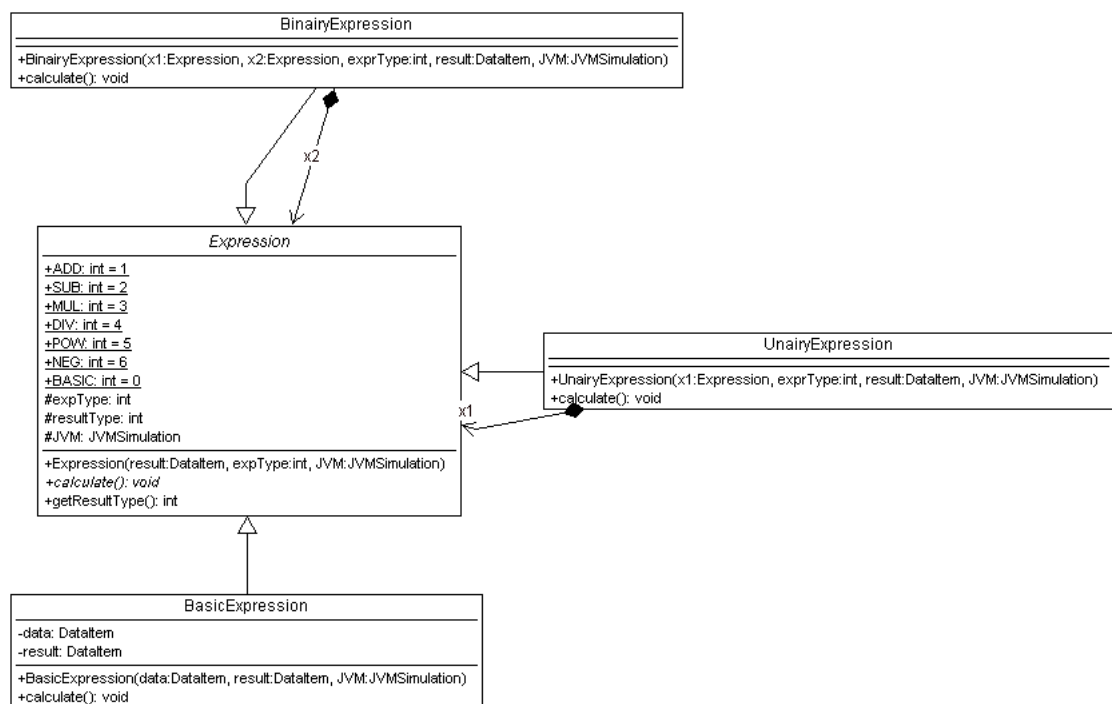 BinairyExpression
+BinairyExpression(x1:Expression, x2:Expression, exprType:int, result:DataItem, JVM:JVMSimulation)
+calculate(): void
x2
Expression
+ADD: int = 1
+SUB: int = 2
+MUL: int = 3
+DIV: int = 4
+POW: int = 5
+NEG: int = 6
+BASIC: int = 0
#expType: int
#resultType: int
#JVM: JVMSimulation
+Expression(result:DataItem, expType:int, JVM:JVMSimulation)
+calculate(): void
+getResultType(): int
UnairyExpression
+UnairyExpression(x1:Expression, exprType:int, result:DataItem, JVM:JVMSimulation)
+calculate(): void
x1
BasicExpression
-data: DataItem
-result: DataItem
+BasicExpression(data:DataItem, result:DataItem, JVM:JVMSimulation)
+calculate(): void